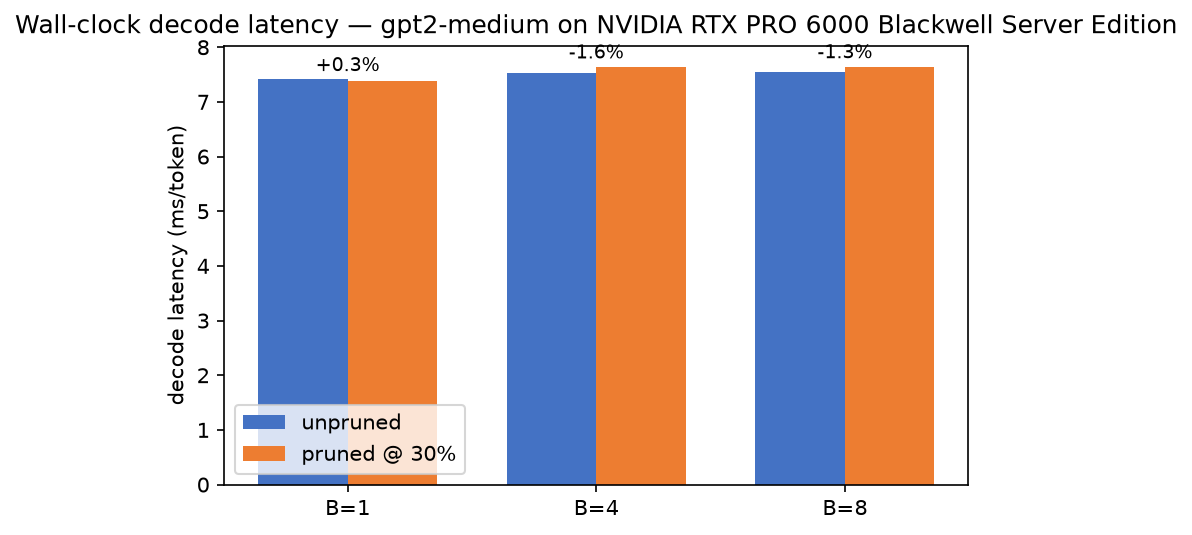 Wall-clock decode latency — gpt2-medium on NVIDIA RTX PRO 6000 Blackwell Server Edition
8
7
6
5
4
3
2
1
0
decode latency (ms/token)
+0.3%
-1.6%
-1.3%
unpruned
pruned @ 30%
B=1
B=4
B=8